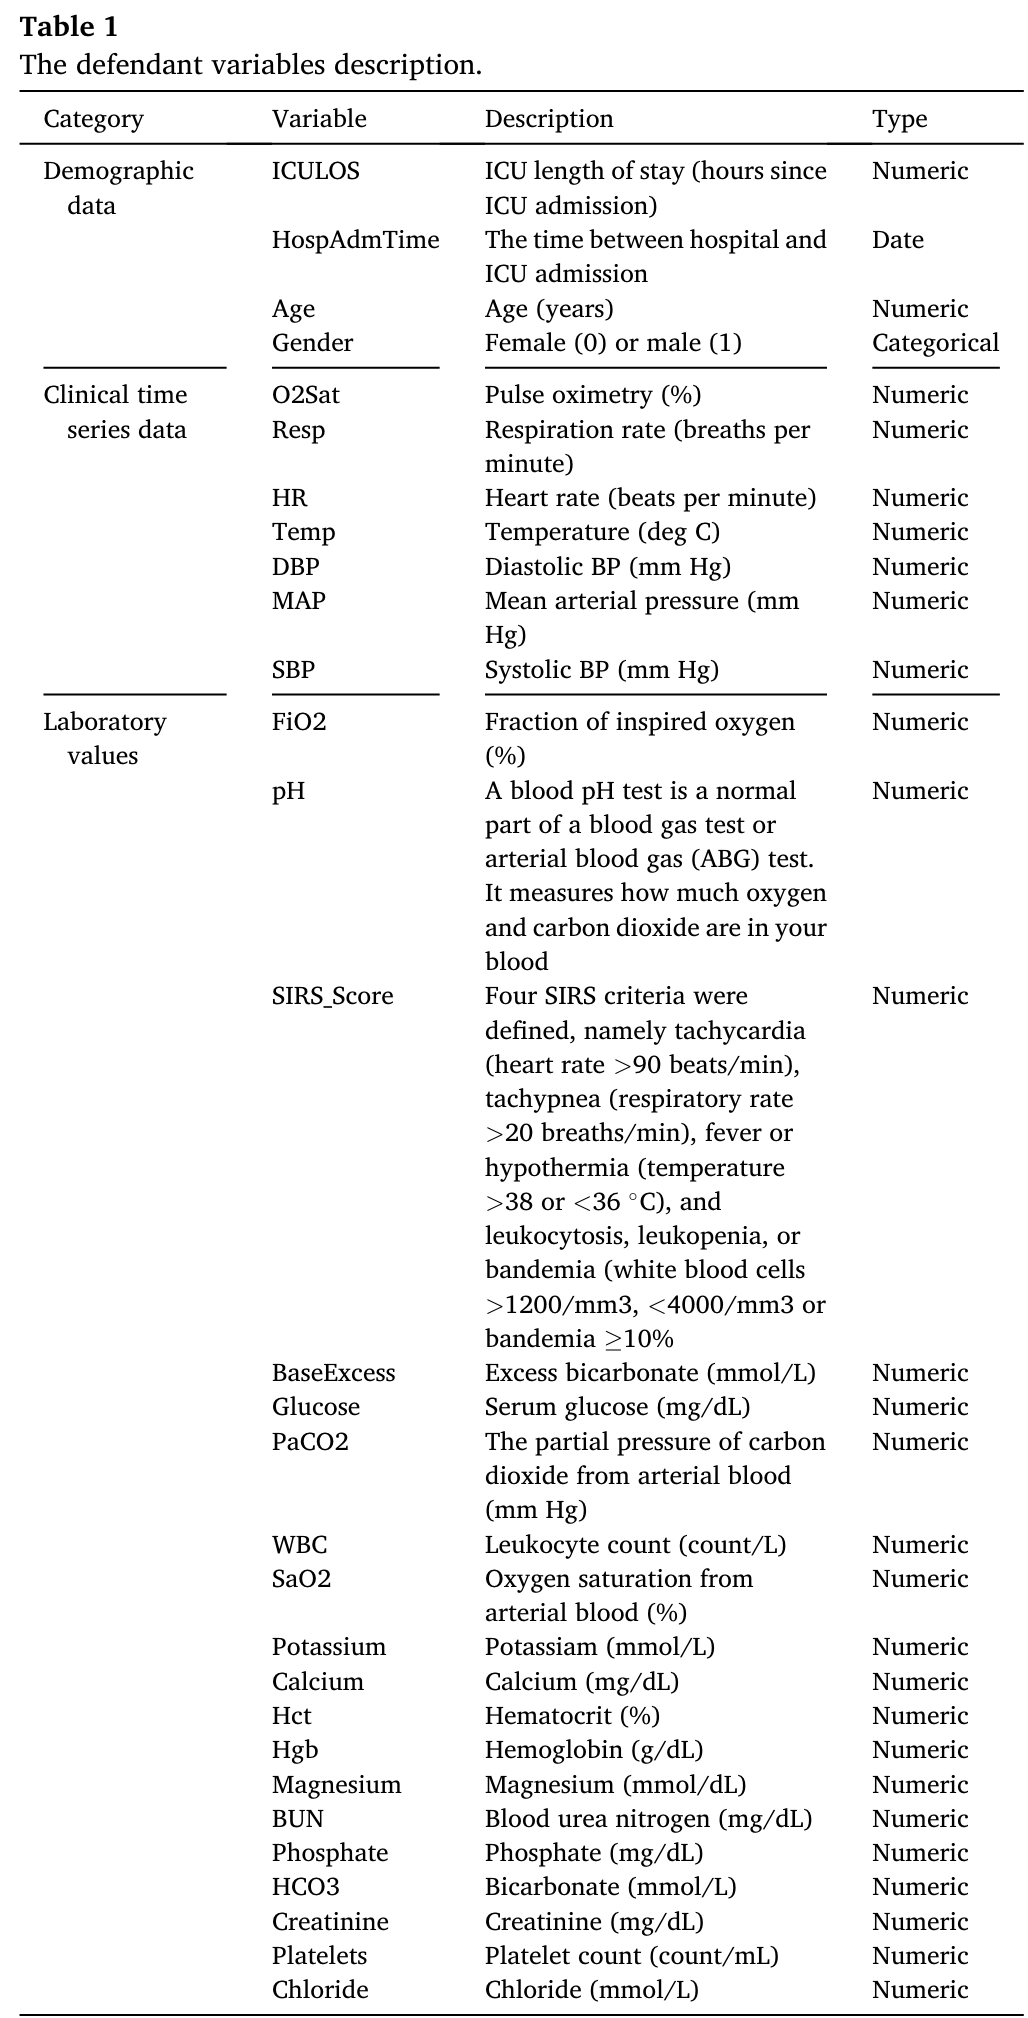 Table 1
The defendant variables description.
Category Variable Description Type
Demographic ICULOS ICU length of stay (hours since Numeric
data ICU admission)
HospAdmTime The time between hospital and Date
ICU admission
Age Age (years) Numeric
Gender Female (0) or male (1) Categorical
Clinical time O2Sat Pulse oximetry (%) Numeric
series data Resp Respiration rate (breaths per Numeric
minute)
HR Heart rate (beats per minute) Numeric
Temp Temperature (deg C) Numeric
DBP Diastolic BP (mm Hg) Numeric
MAP Mean arterial pressure (mm Numeric
Hg)
SBP Systolic BP (mm Hg) Numeric
Laboratory FiO2 Fraction of inspired oxygen Numeric
values (%)
pH A blood pH test is a normal Numeric
part of a blood gas test or
arterial blood gas (ABG) test.
It measures how much oxygen
and carbon dioxide are in your
blood
SIRS_Score Four SIRS criteria were Numeric
defined, namely tachycardia
(heart rate >90 beats/min),
tachypnea (respiratory rate
>20 breaths/min), fever or
hypothermia (temperature
>38 or <36 °C), and
leukocytosis, leukopenia, or
bandemia (white blood cells
>1200/mm3, <4000/mm3 or
bandemia ≥10%
BaseExcess Excess bicarbonate (mmol/L) Numeric
Glucose Serum glucose (mg/dL) Numeric
PaCO2 The partial pressure of carbon Numeric
dioxide from arterial blood
(mm Hg)
WBC Leukocyte count (count/L) Numeric
SaO2 Oxygen saturation from Numeric
arterial blood (%)
Potassium Potassiam (mmol/L) Numeric
Calcium Calcium (mg/dL) Numeric
Hct Hematocrit (%) Numeric
Hgb Hemoglobin (g/dL) Numeric
Magnesium Magnesium (mmol/dL) Numeric
BUN Blood urea nitrogen (mg/dL) Numeric
Phosphate Phosphate (mg/dL) Numeric
HCO3 Bicarbonate (mmol/L) Numeric
Creatinine Creatinine (mg/dL) Numeric
Platelets Platelet count (count/mL) Numeric
Chloride Chloride (mmol/L) Numeric